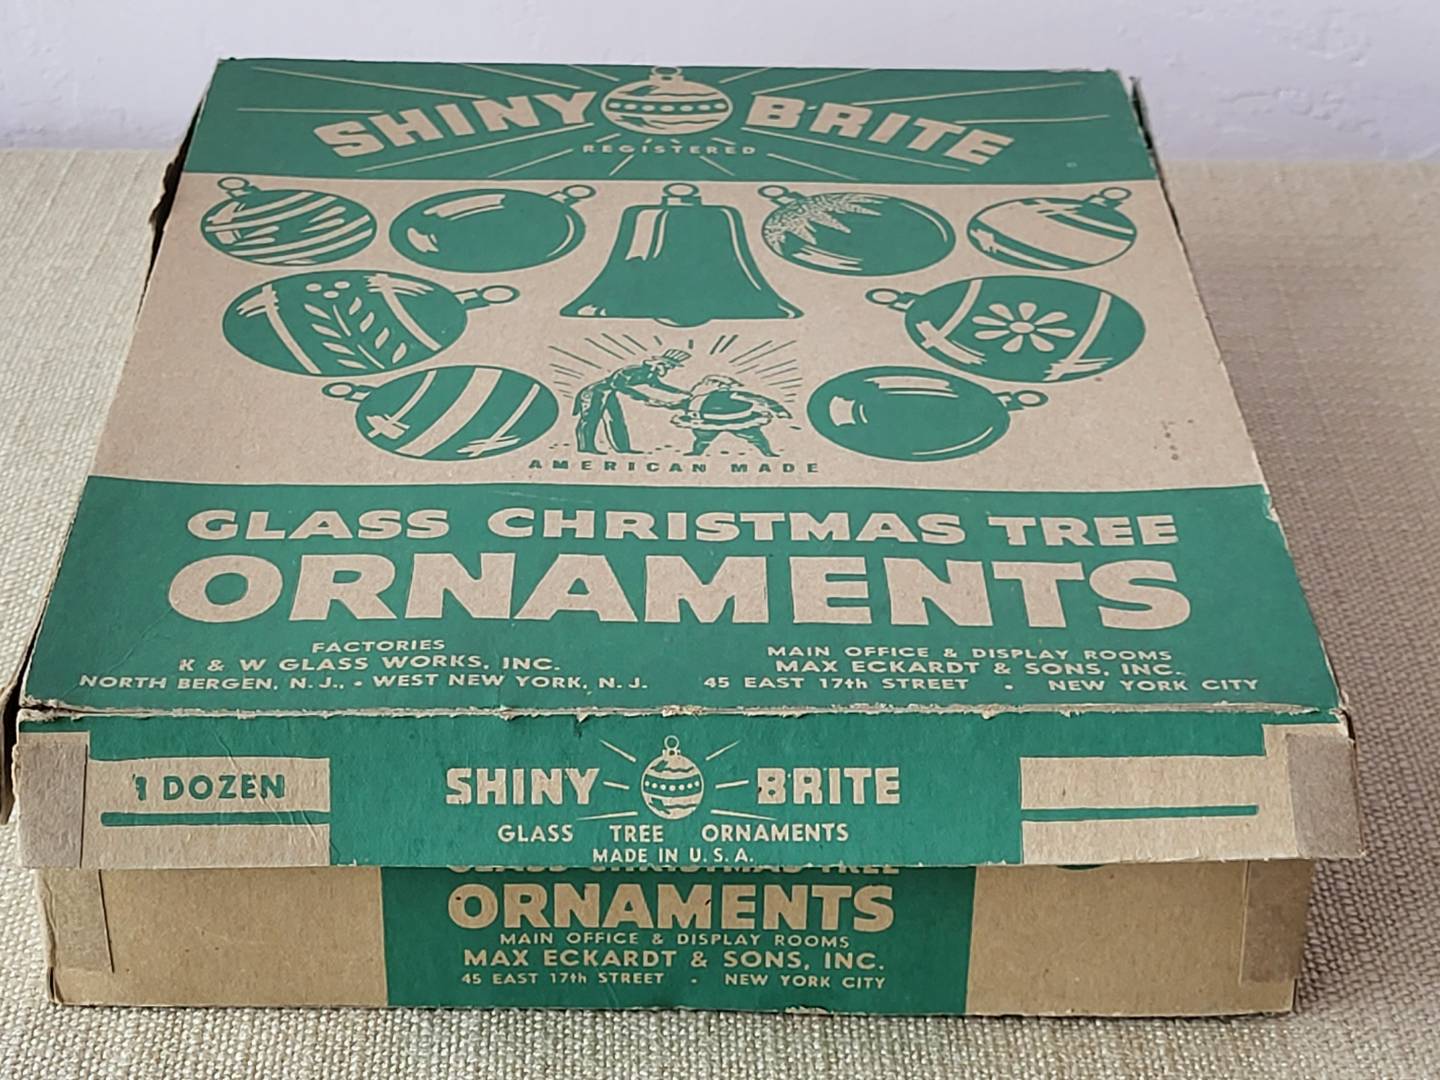 SHINY BRITE
REGISTERED
AMERICAN MADE
GLASS CHRISTMAS TREE
ORNAMENTS
FACTORIES
K & W GLASS WORKS, INC.
NORTH BERGEN, N. J., • WEST NEW YORK, N. J.
MAIN OFFICE & DISPLAY ROOMS
MAX ECKARDT & SONS, INC.
45 EAST 17th STREET • NEW YORK CITY
1 DOZEN
SHINY BRITE
GLASS TREE ORNAMENTS
MADE IN U.S.A.
GLASS CHRISTMAS TREE
ORNAMENTS
MAIN OFFICE & DISPLAY ROOMS
MAX ECKARDT & SONS, INC.
45 EAST 17th STREET • NEW YORK CITY